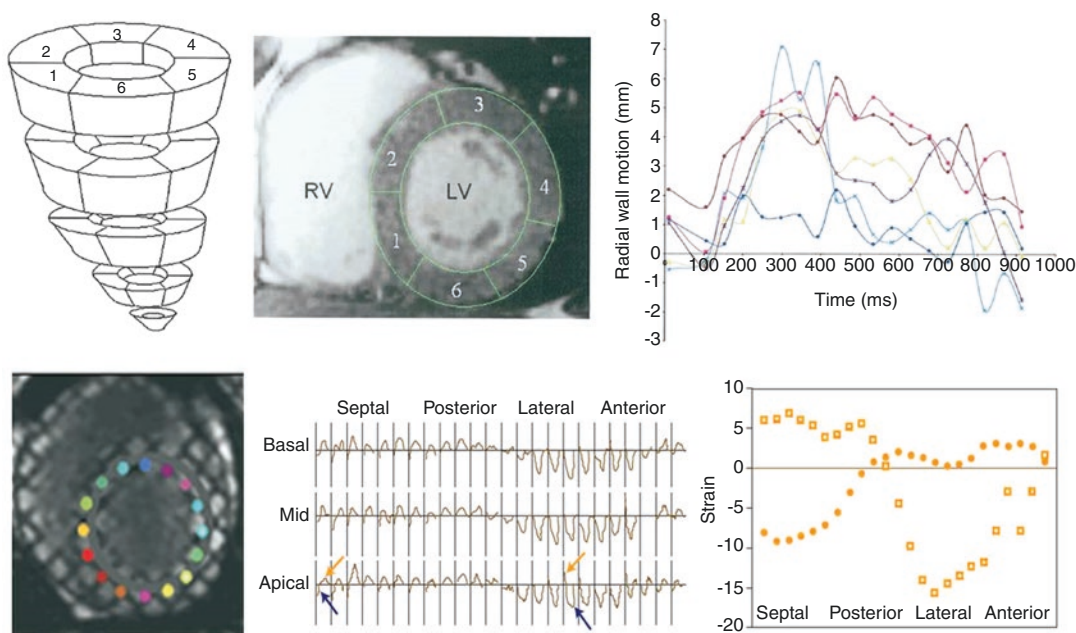 3
2
4
1
5
6
3
2
RV
LV
4
1
5
6
8
7
6
5
4
3
2
1
0
-1
-2
-3
Radial wall motion (mm)
100 200 300 400 500 600 700 800 900 1000
Time (ms)
Septal Posterior Lateral Anterior
Basal
Mid
Apical
10
5
0
-5
-10
-15
-20
Strain
Septal Posterior Lateral Anterior